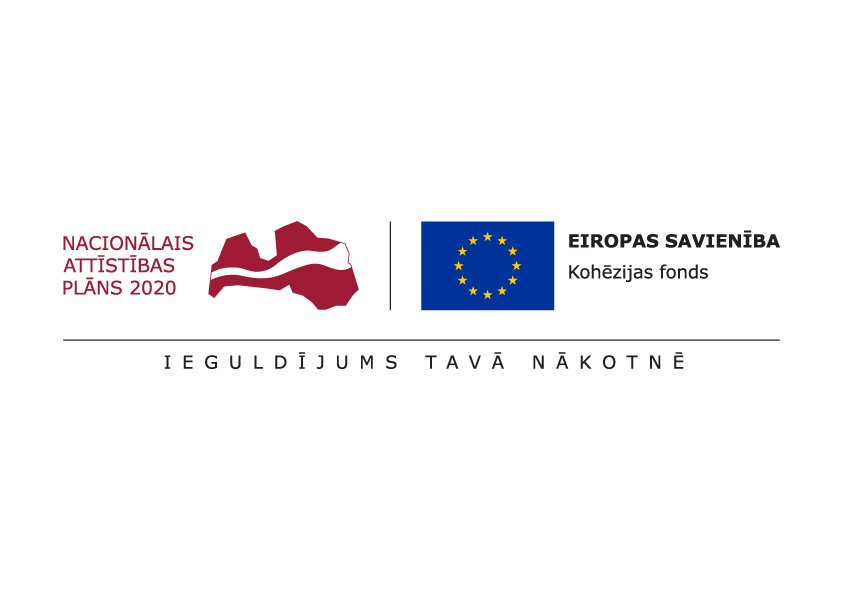 NACIONĀLAIS
ATTĪSTĪBAS
PLĀNS 2020
EIROPAS SAVIENĪBA
Kohēzijas fonds
IEGULDĪJUMS TAVĀ NĀKOTNĒ